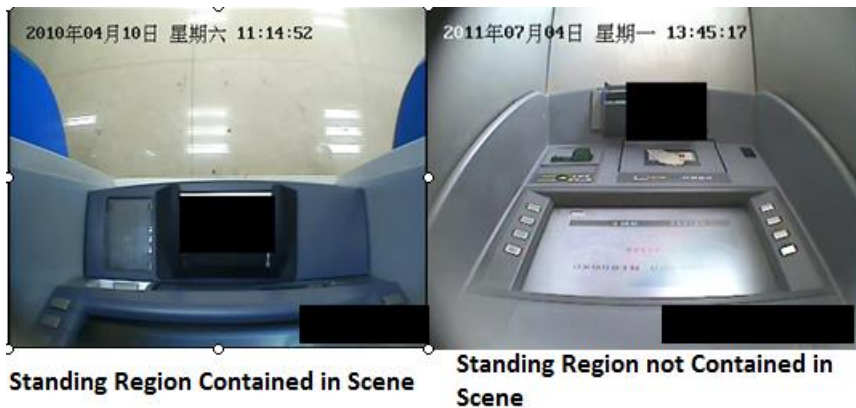 2010年04月10日 星期六 11:14:52
2011年07月04日 星期一 13:45:17
Standing Region Contained in Scene
Standing Region not Contained in
Scene